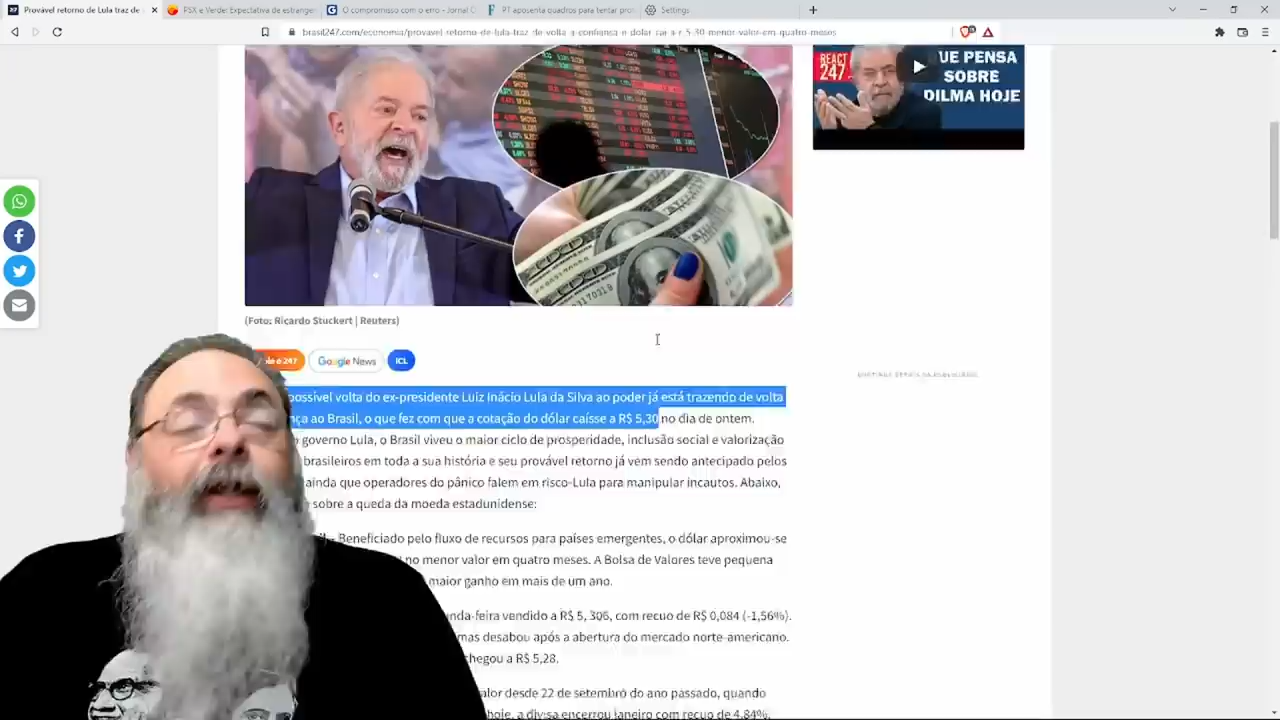 Provável retorno de Lula traz de
PSX e Verde: Expectativa de estranger
O compromisso com o erro - Jornal O
PT aposenta quadros para tentar pro
Settings
brasil247.com/economia/provavel-retorno-de-lula-traz-de-volta-a-confianca-e-dolar-cai-a-r-5-30-menor-valor-em-quatro-meses
REACT 247
UE PENSA
SOBRE
DILMA HOJE
(Foto: Ricardo Stuckert | Reuters)
e 247
Google News
ICL
possível volta do ex-presidente Luiz Inácio Lula da Silva ao poder já está trazendo de volta
ça ao Brasil, o que fez com que a cotação do dólar caísse a R$ 5,30 no dia de ontem.
governo Lula, o Brasil viveu o maior ciclo de prosperidade, inclusão social e valorização
brasileiros em toda a sua história e seu provável retorno já vem sendo antecipado pelos
ainda que operadores do pânico falem em risco-Lula para manipular incautos. Abaixo,
sobre a queda da moeda estadunidense:
Beneficiado pelo fluxo de recursos para países emergentes, o dólar aproximou-se
no menor valor em quatro meses. A Bolsa de Valores teve pequena
maior ganho em mais de um ano.
nda-feira vendido a R$ 5, 306, com recuo de R$ 0,084 (-1,56%).
mas desabou após a abertura do mercado norte-americano.
chegou a R$ 5,28.
alor desde 22 de setembro do ano passado, quando
hoje, a divisa encerrou janeiro com recuo de 4,84%.